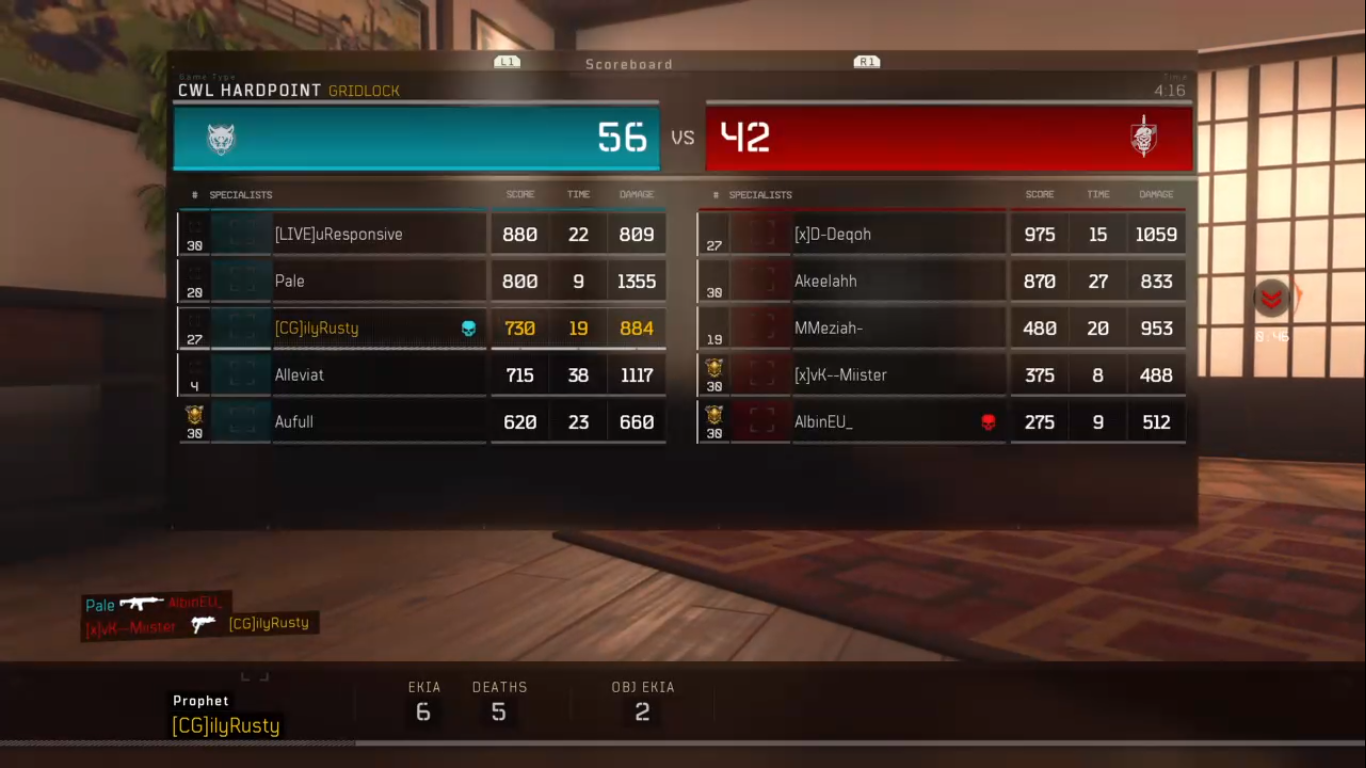 L1 Scoreboard R1
Game Type
CWL HARDPOINT GRIDLOCK
Time
4:16
56 VS 42
# SPECIALISTS SCORE TIME DAMAGE
30 [LIVE]uResponsive 880 22 809
20 Pale 800 9 1355
27 [CG]ilyRusty 730 19 884
4 Alleviat 715 38 1117
30 Aufull 620 23 660
# SPECIALISTS SCORE TIME DAMAGE
27 [x]D-Deqoh 975 15 1059
30 Akeelahh 870 27 833
19 MMeziah- 480 20 953
30 [x]vK--Miister 375 8 488
30 AlbinEU_ 275 9 512
Pale AlbinEU_
[x]vK--Miister [CG]ilyRusty
Prophet
[CG]ilyRusty
EKIA DEATHS OBJ EKIA
6 5 2